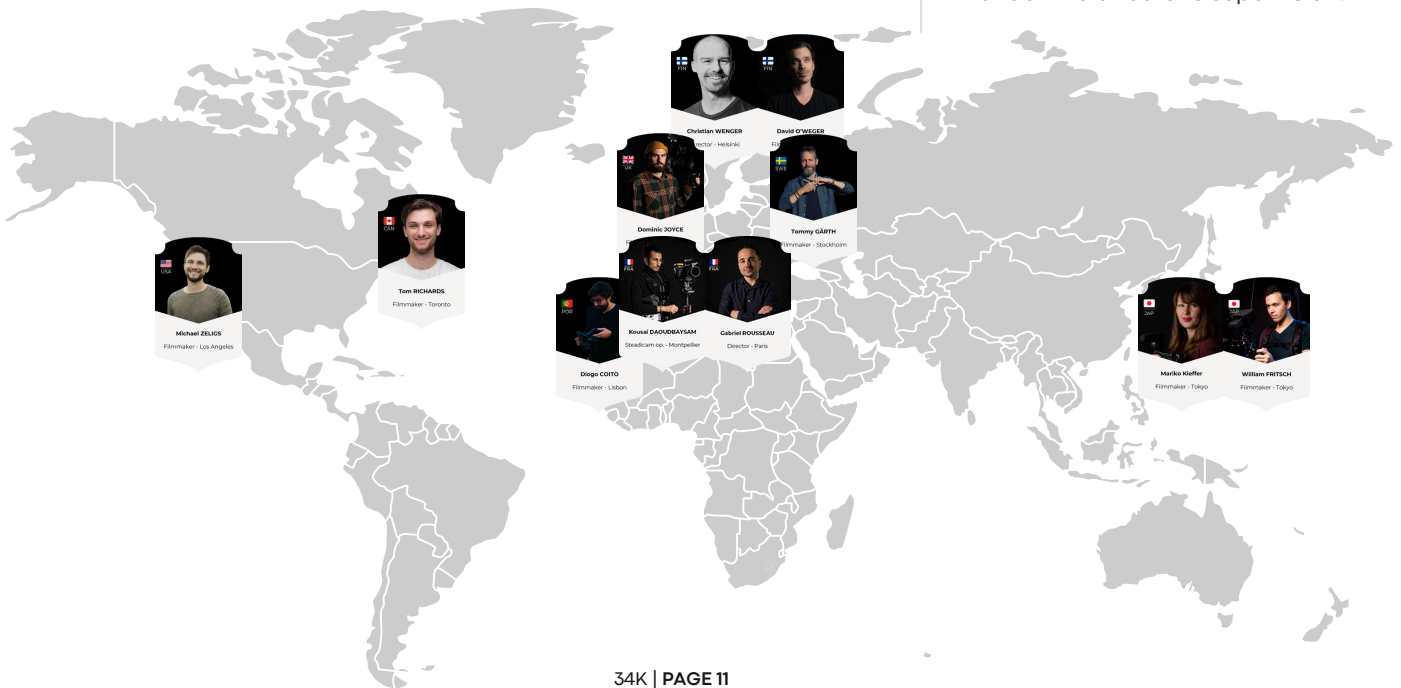 FIN
FIN
Christian WENGER
David O'WEGER
rector - Helsinki
UK
SWE
Dominic JOYCE
Tommy GÄRTH
Filmmaker - Stockholm
CAN
Tom RICHARDS
Filmmaker - Toronto
USA
Michael ZELIGS
Filmmaker - Los Angeles
FRA
FRA
Kousai DAOUDBAYSAM
Gabriel ROUSSEAU
Steadicam op. - Montpellier
Director - Paris
POR
Diogo COITO
Filmmaker - Lisbon
JAP
JAP
Mariko Kieffer
William FRITSCH
Filmmaker - Tokyo
Filmmaker - Tokyo
34K | PAGE 11